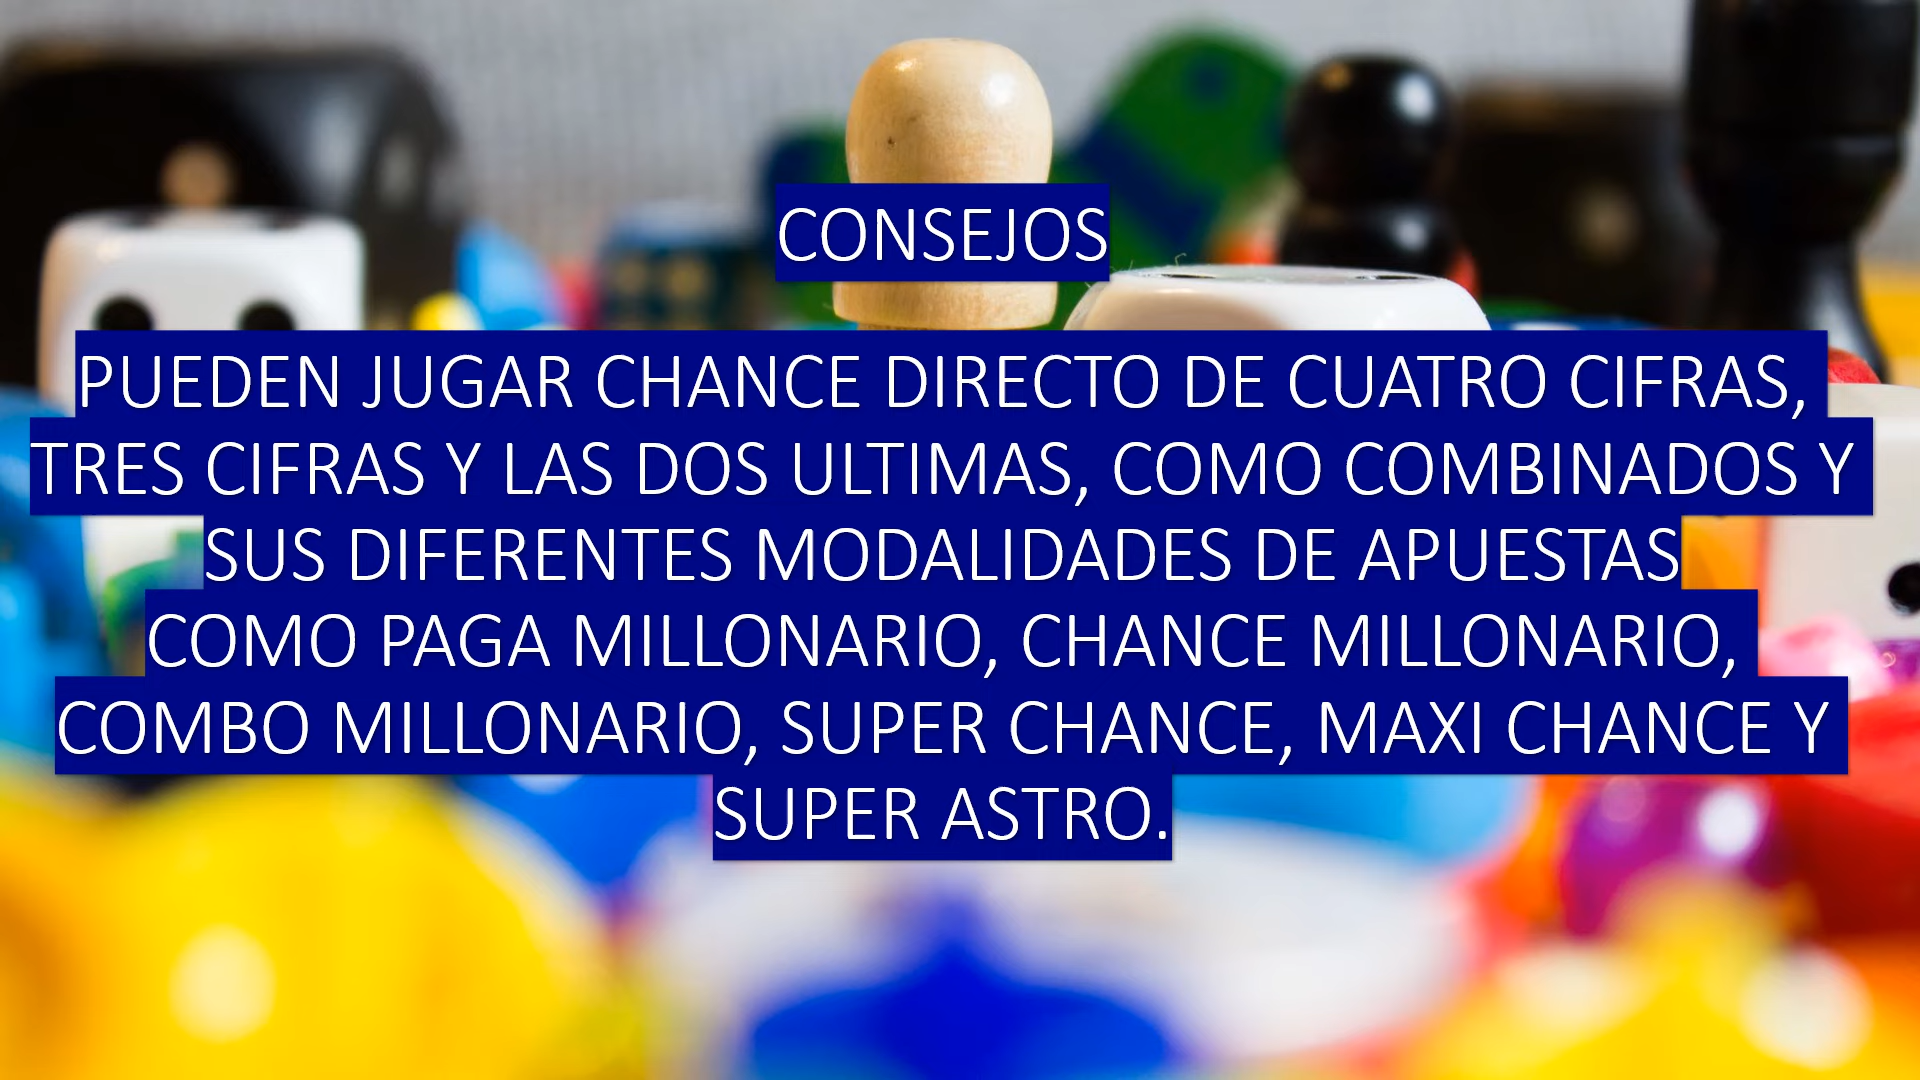 CONSEJOS
PUEDEN JUGAR CHANCE DIRECTO DE CUATRO CIFRAS,
TRES CIFRAS Y LAS DOS ULTIMAS, COMO COMBINADOS Y
SUS DIFERENTES MODALIDADES DE APUESTAS
COMO PAGA MILLONARIO, CHANCE MILLONARIO,
COMBO MILLONARIO, SUPER CHANCE, MAXI CHANCE Y
SUPER ASTRO.